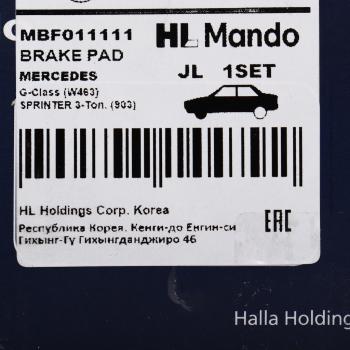 MBF011111 HL Mando
BRAKE PAD
MERCEDES JL 1SET
G-Class (W463)
SPRINTER 3-Ton. (903)
HL Holdings Corp. Korea
EAC
Республика Корея, Кенги-до Енгин-си
Гихынг-Гу Гихынгданджиро 46
Halla Holding